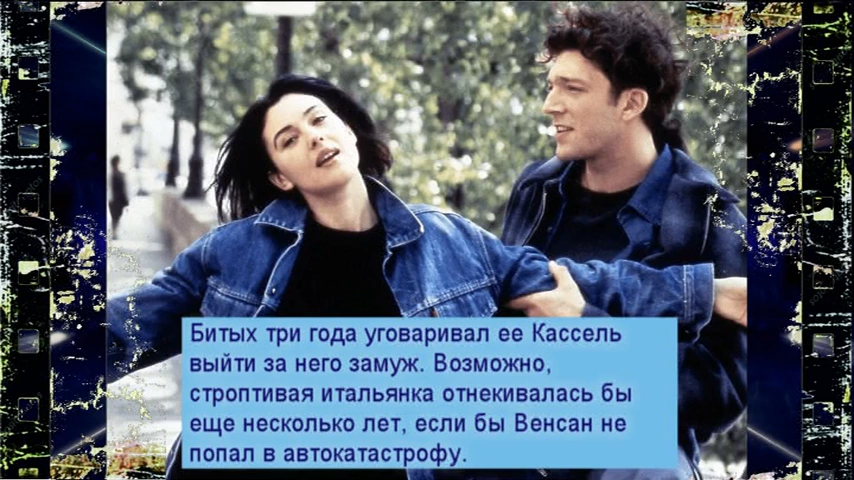 Битых три года уговаривал ее Кассель
выйти за него замуж. Возможно,
строптивая итальянка отнекивалась бы
еще несколько лет, если бы Венсан не
попал в автокатастрофу.